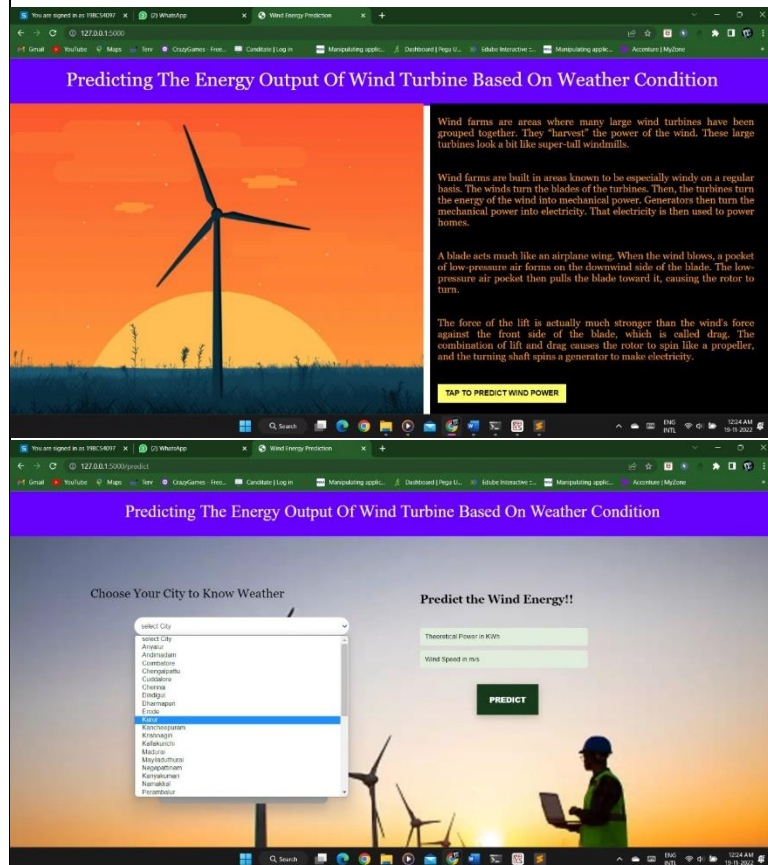 You are signed in as 19BCS4097
(2) WhatsApp
Wind Energy Prediction
127.0.0.1:5000
Gmail
YouTube
Maps
CrazyGames - Free...
Canditate | Log in
Manipulating applic...
Dashboard | Pega U...
Edube Interactive :...
Manipulating applic...
Accenture | MyZone
Predicting The Energy Output Of Wind Turbine Based On Weather Condition
Wind farms are areas where many large wind turbines have been
grouped together. They “harvest” the power of the wind. These large
turbines look a bit like super-tall windmills.
Wind farms are built in areas known to be especially windy on a regular
basis. The winds turn the blades of the turbines. Then, the turbines turn
the energy of the wind into mechanical power. Generators then turn the
mechanical power into electricity. That electricity is then used to power
homes.
A blade acts much like an airplane wing. When the wind blows, a pocket
of low-pressure air forms on the downwind side of the blade. The low-
pressure air pocket then pulls the blade toward it, causing the rotor to
turn.
The force of the lift is actually much stronger than the wind's force
against the front side of the blade, which is called drag. The
combination of lift and drag causes the rotor to spin like a propeller,
and the turning shaft spins a generator to make electricity.
TAP TO PREDICT WIND POWER
Search
ENG
INTL
12:24 AM
19-11-2022
You are signed in as 19BCS4097
(2) WhatsApp
Wind Energy Prediction
127.0.0.1:5000/predict
Gmail
YouTube
Maps
CrazyGames - Free...
Canditate | Log in
Manipulating applic...
Dashboard | Pega U...
Edube Interactive :...
Manipulating applic...
Accenture | MyZone
Predicting The Energy Output Of Wind Turbine Based On Weather Condition
Choose Your City to Know Weather
select City
select City
Ariyalur
Andimadam
Coimbatore
Chengalpattu
Cuddalore
Chennai
Dindigul
Dharmapuri
Erode
Karur
Kancheepuram
Krishnagiri
Kallakurichi
Madurai
Mayiladuthurai
Nagapattinam
Kanyakumari
Namakkal
Perambalur
Predict the Wind Energy!!
Theoretical Power in KWh
Wind Speed in m/s
PREDICT
Search
ENG
INTL
12:24 AM
19-11-2022